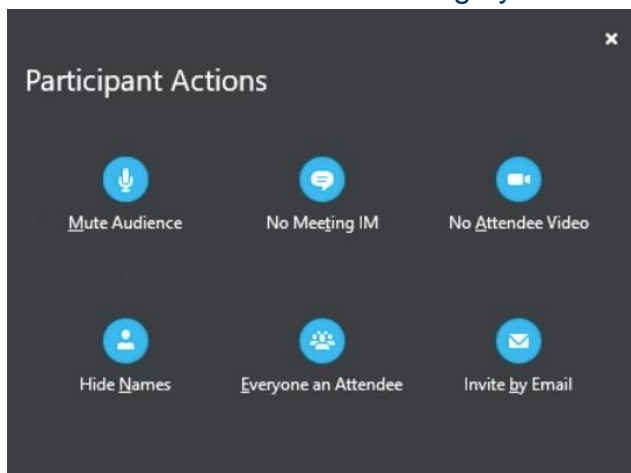 Participant Actions
Mute Audience No Meeting IM No Attendee Video
Hide Names Everyone an Attendee Invite by Email